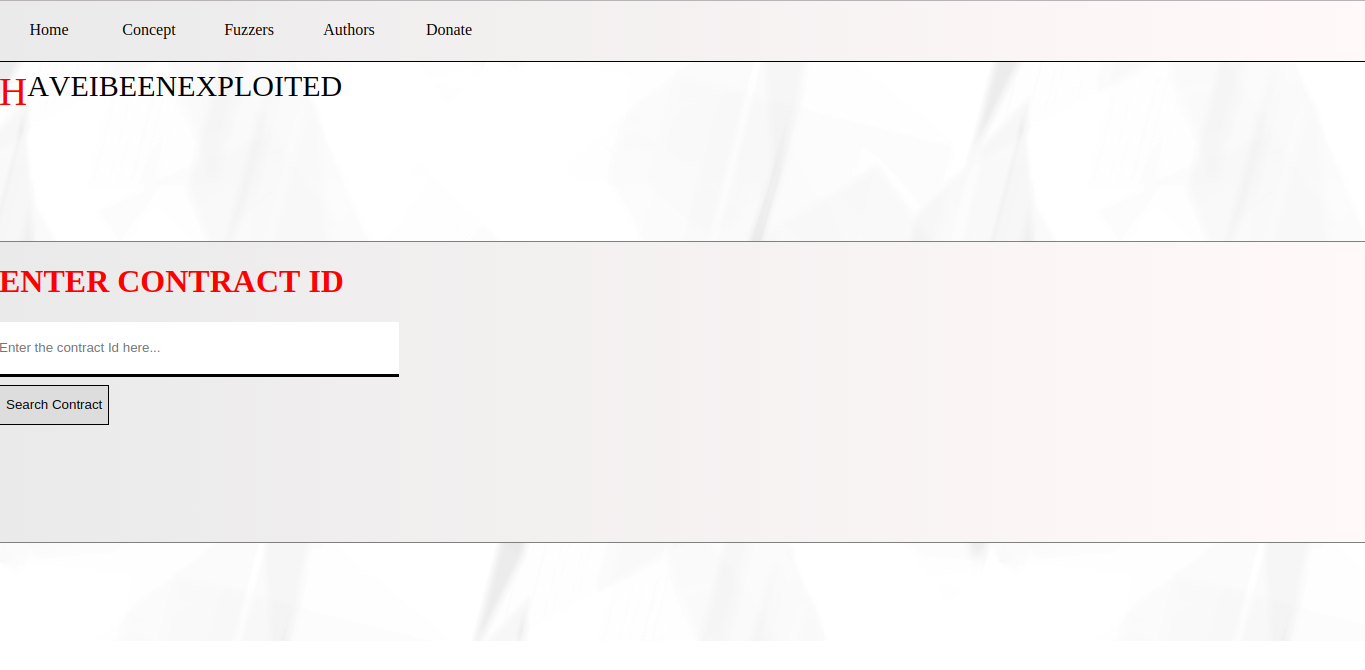 Home Concept Fuzzers Authors Donate
HAVEIBEENEXPLOITED
ENTER CONTRACT ID
Enter the contract Id here...
Search Contract